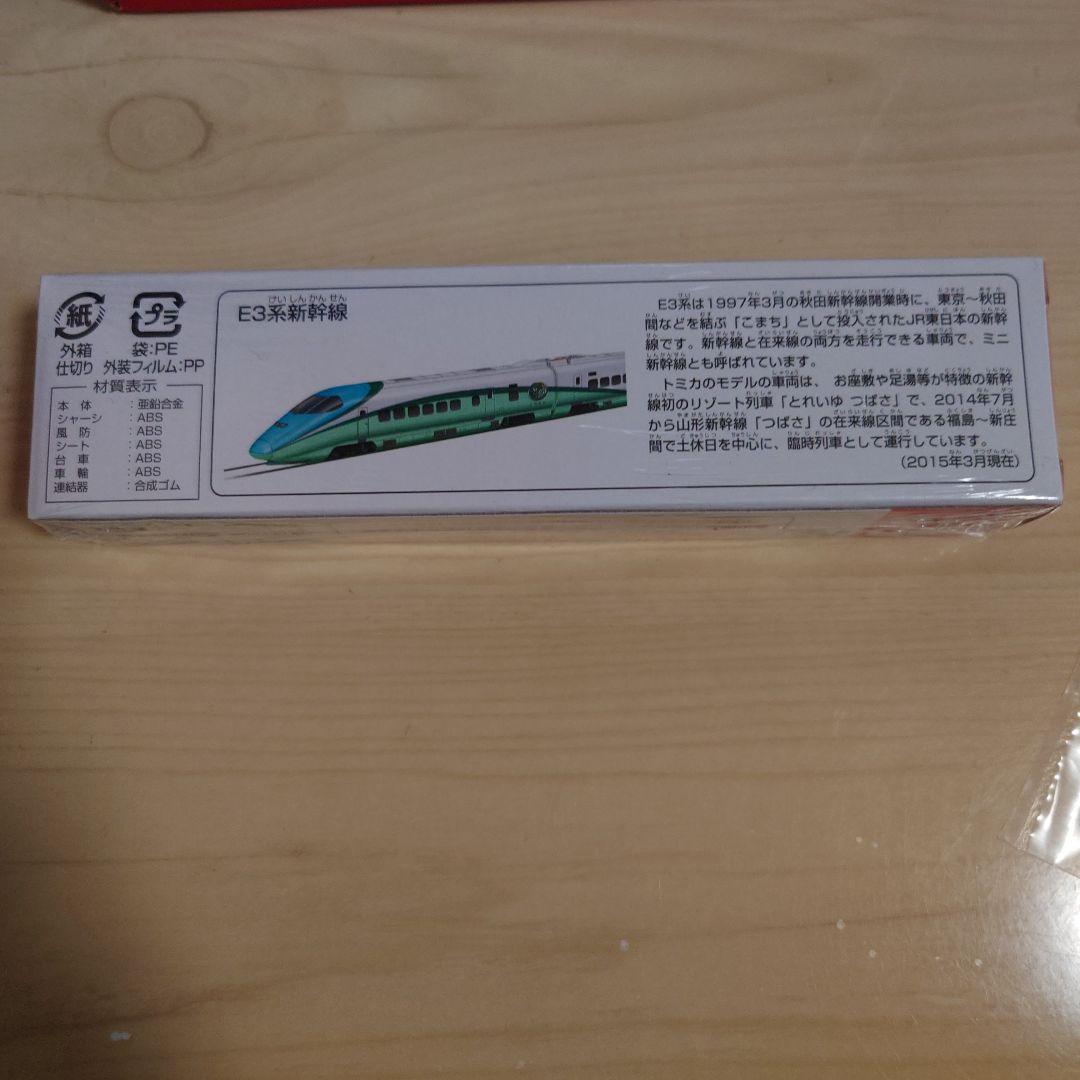 紙
プラ
外箱
仕切り
袋:PE
外装フィルム:PP
材質表示
本体:亜鉛合金
シャーシ:ABS
風防:ABS
シート:ABS
台車:ABS
車輪:ABS
連結器:合成ゴム
けいしんかんせん
E3系新幹線
E3系は1997年3月の秋田新幹線開業時に、東京〜秋田
間などを結ぶ「こまち」として投入されたJR東日本の新幹
線です。新幹線と在来線の両方を走行できる車両で、ミニ
新幹線とも呼ばれています。
トミカのモデルの車両は、お座敷や足湯等が特徴の新幹
線初のリゾート列車「とれいゆ つばさ」で、2014年7月
から山形新幹線「つばさ」の在来線区間である福島〜新庄
間で土休日を中心に、臨時列車として運行しています。
(2015年3月現在)